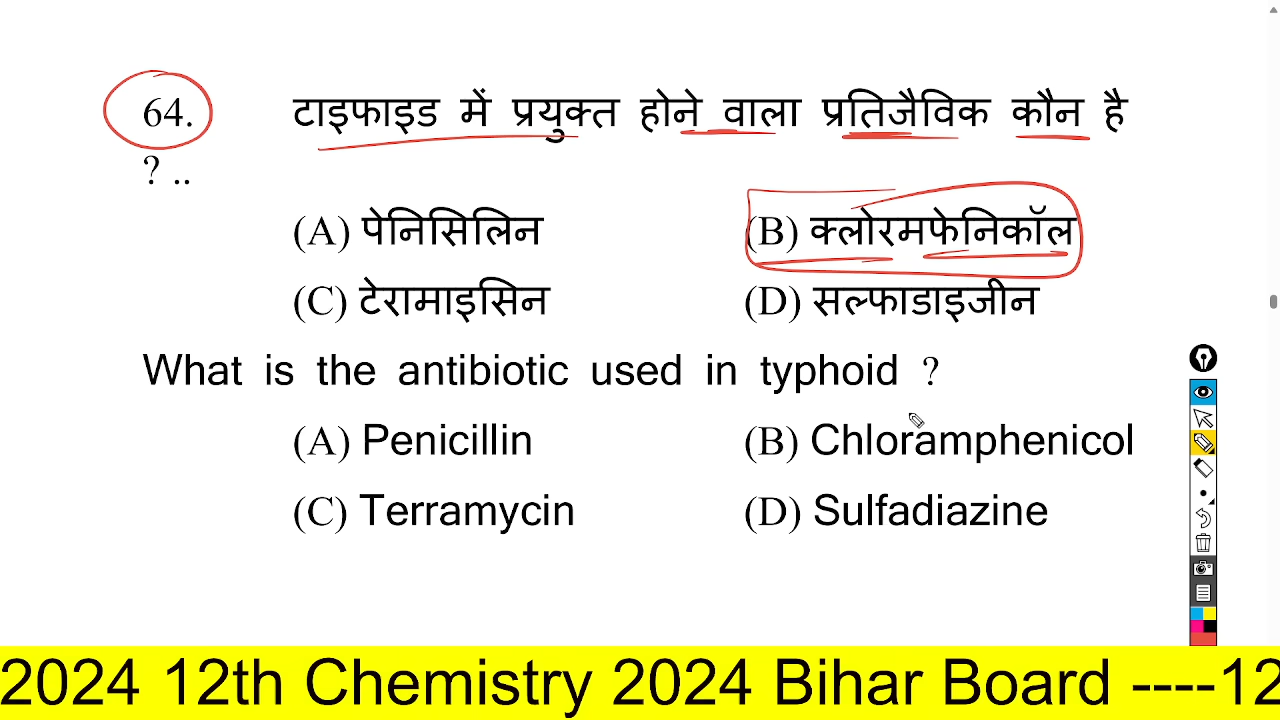 64. टाइफाइड में प्रयुक्त होने वाला प्रतिजैविक कौन है
? ..
(A) पेनिसिलिन (B) क्लोरमफेनिकॉल
(C) टेरामाइसिन (D) सल्फाडाइजीन
What is the antibiotic used in typhoid ?
(A) Penicillin (B) Chloramphenicol
(C) Terramycin (D) Sulfadiazine
2024 12th Chemistry 2024 Bihar Board ----12